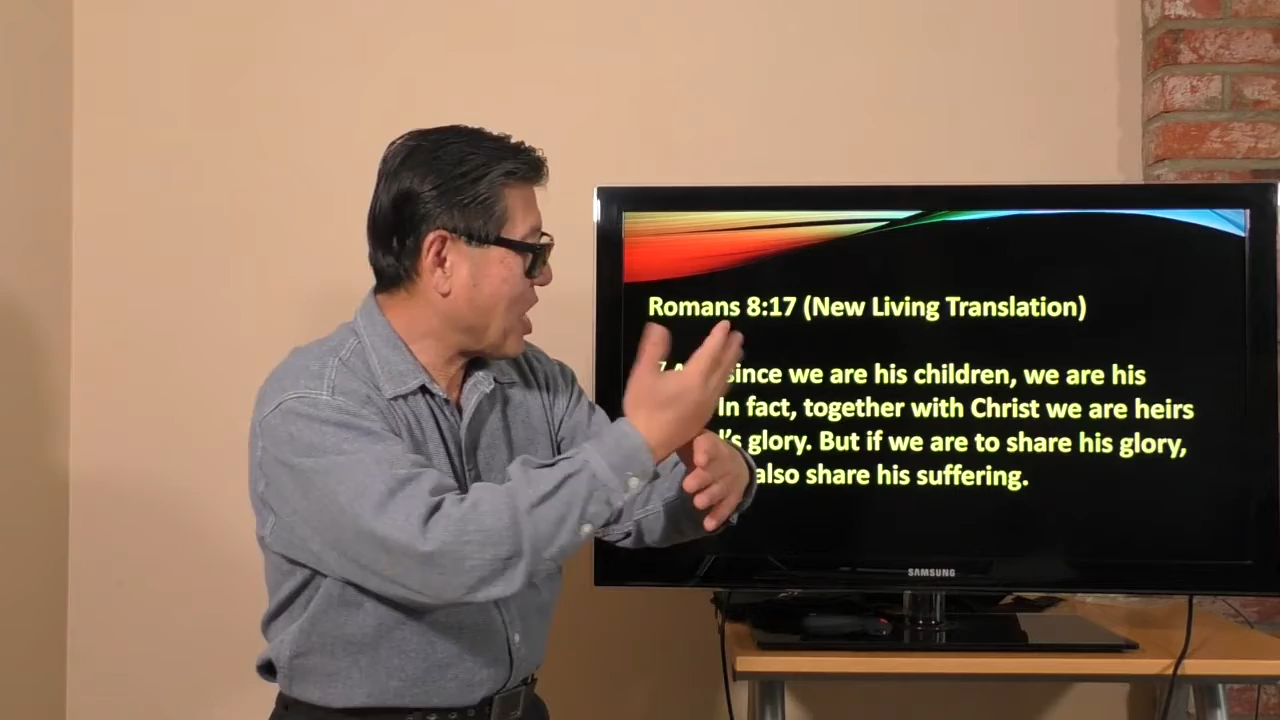 Romans 8:17 (New Living Translation)
since we are his children, we are his
In fact, together with Christ we are heirs
glory. But if we are to share his glory,
also share his suffering.
SAMSUNG